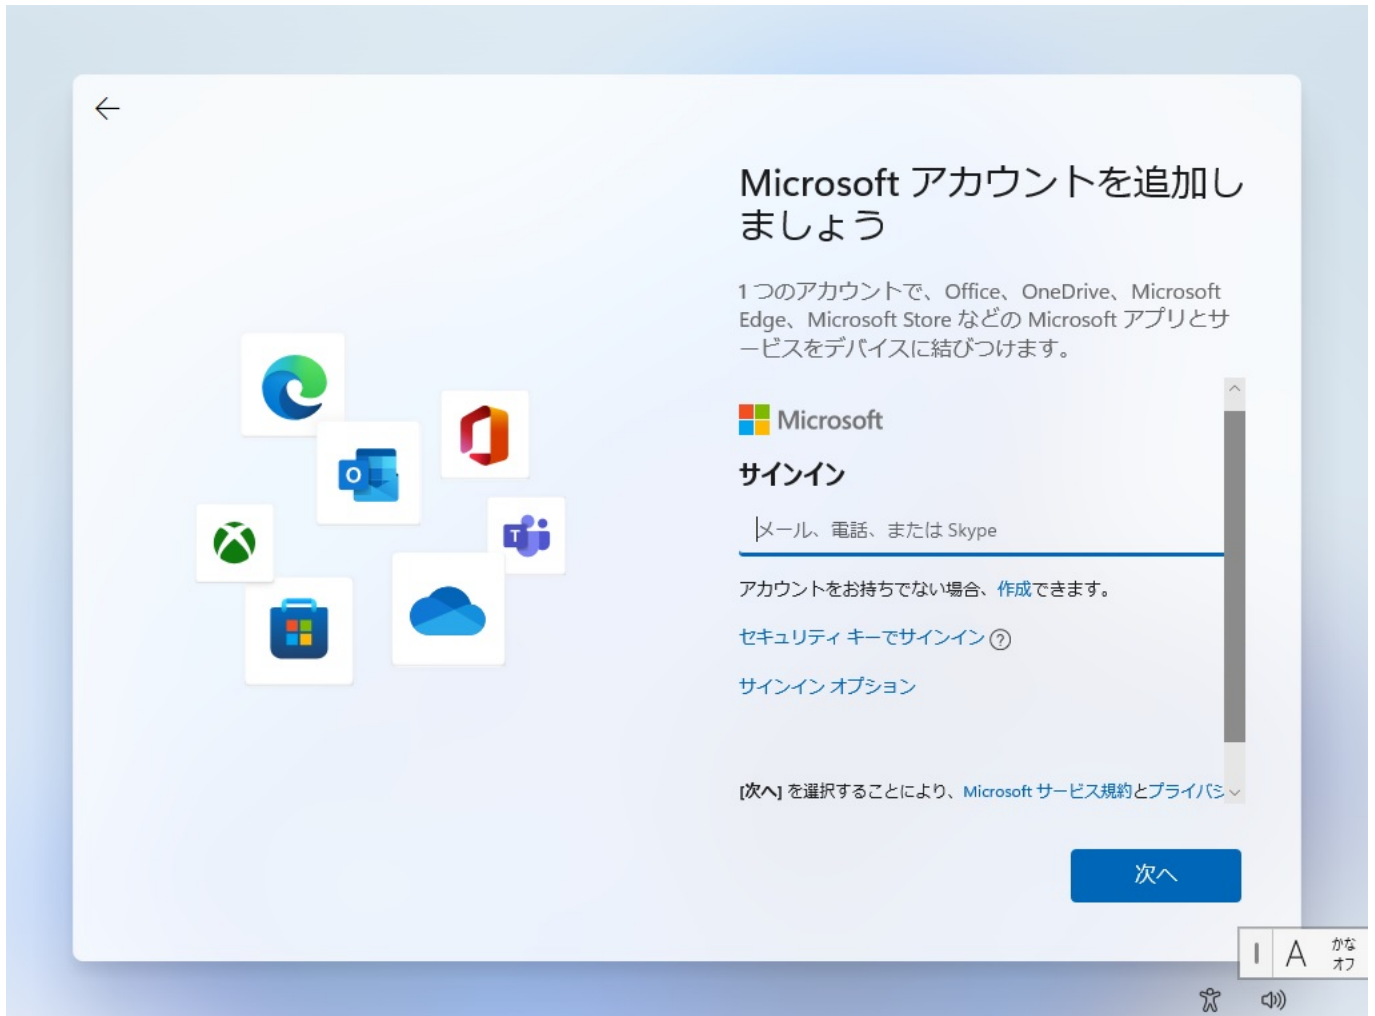 Microsoft アカウントを追加し
ましょう
1 つのアカウントで、Office、OneDrive、Microsoft
Edge、Microsoft Store などの Microsoft アプリとサ
ービスをデバイスに結びつけます。
Microsoft
サインイン
メール、電話、または Skype
アカウントをお持ちでない場合、作成できます。
セキュリティ キーでサインイン ?
サインイン オプション
[次へ] を選択することにより、Microsoft サービス規約とプライバシ
次へ
A かな
オフ